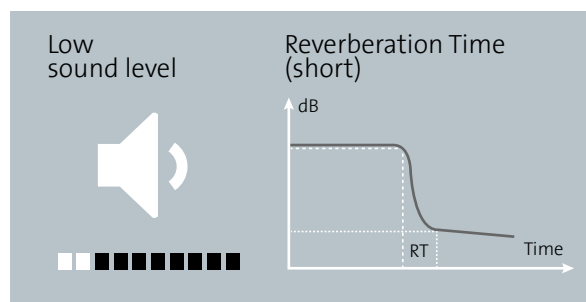 Low
sound level
Reverberation Time
(short)
dB
RT
Time